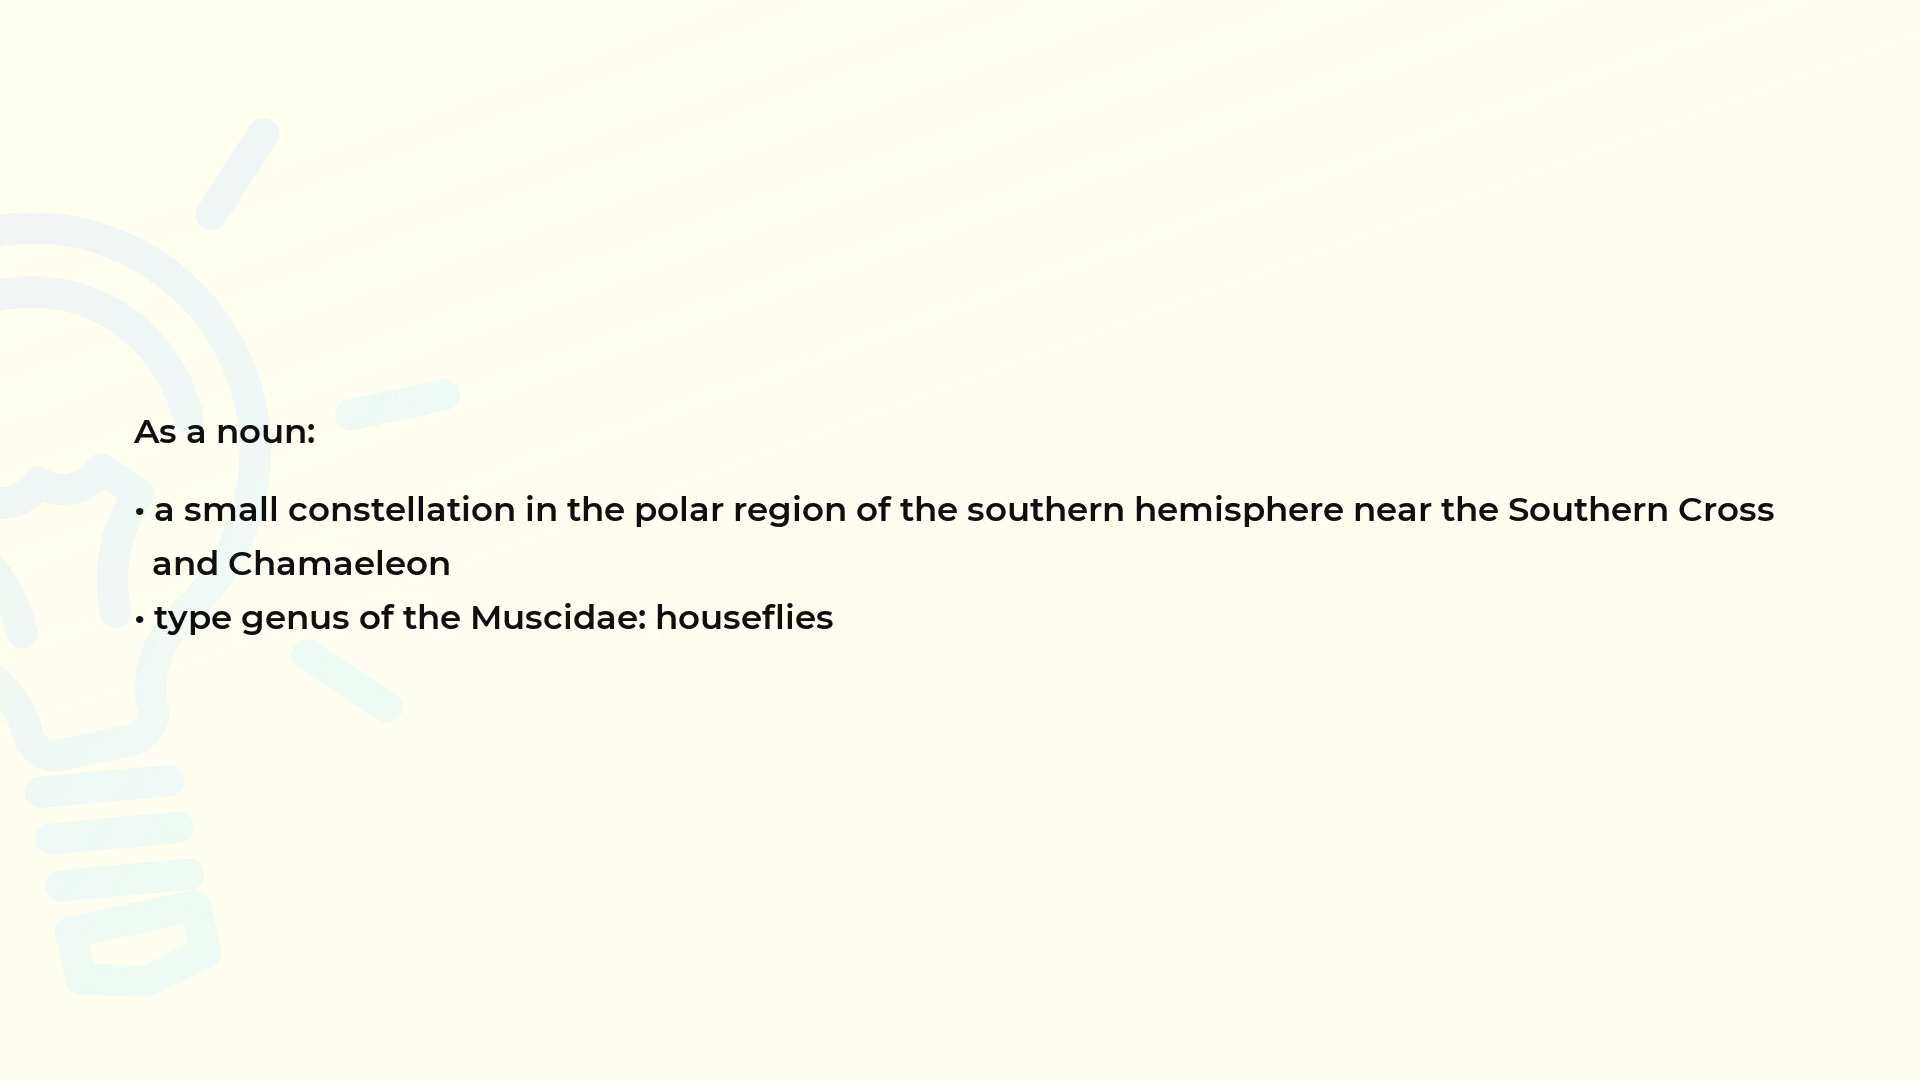 As a noun:
• a small constellation in the polar region of the southern hemisphere near the Southern Cross
and Chamaeleon
• type genus of the Muscidae: houseflies